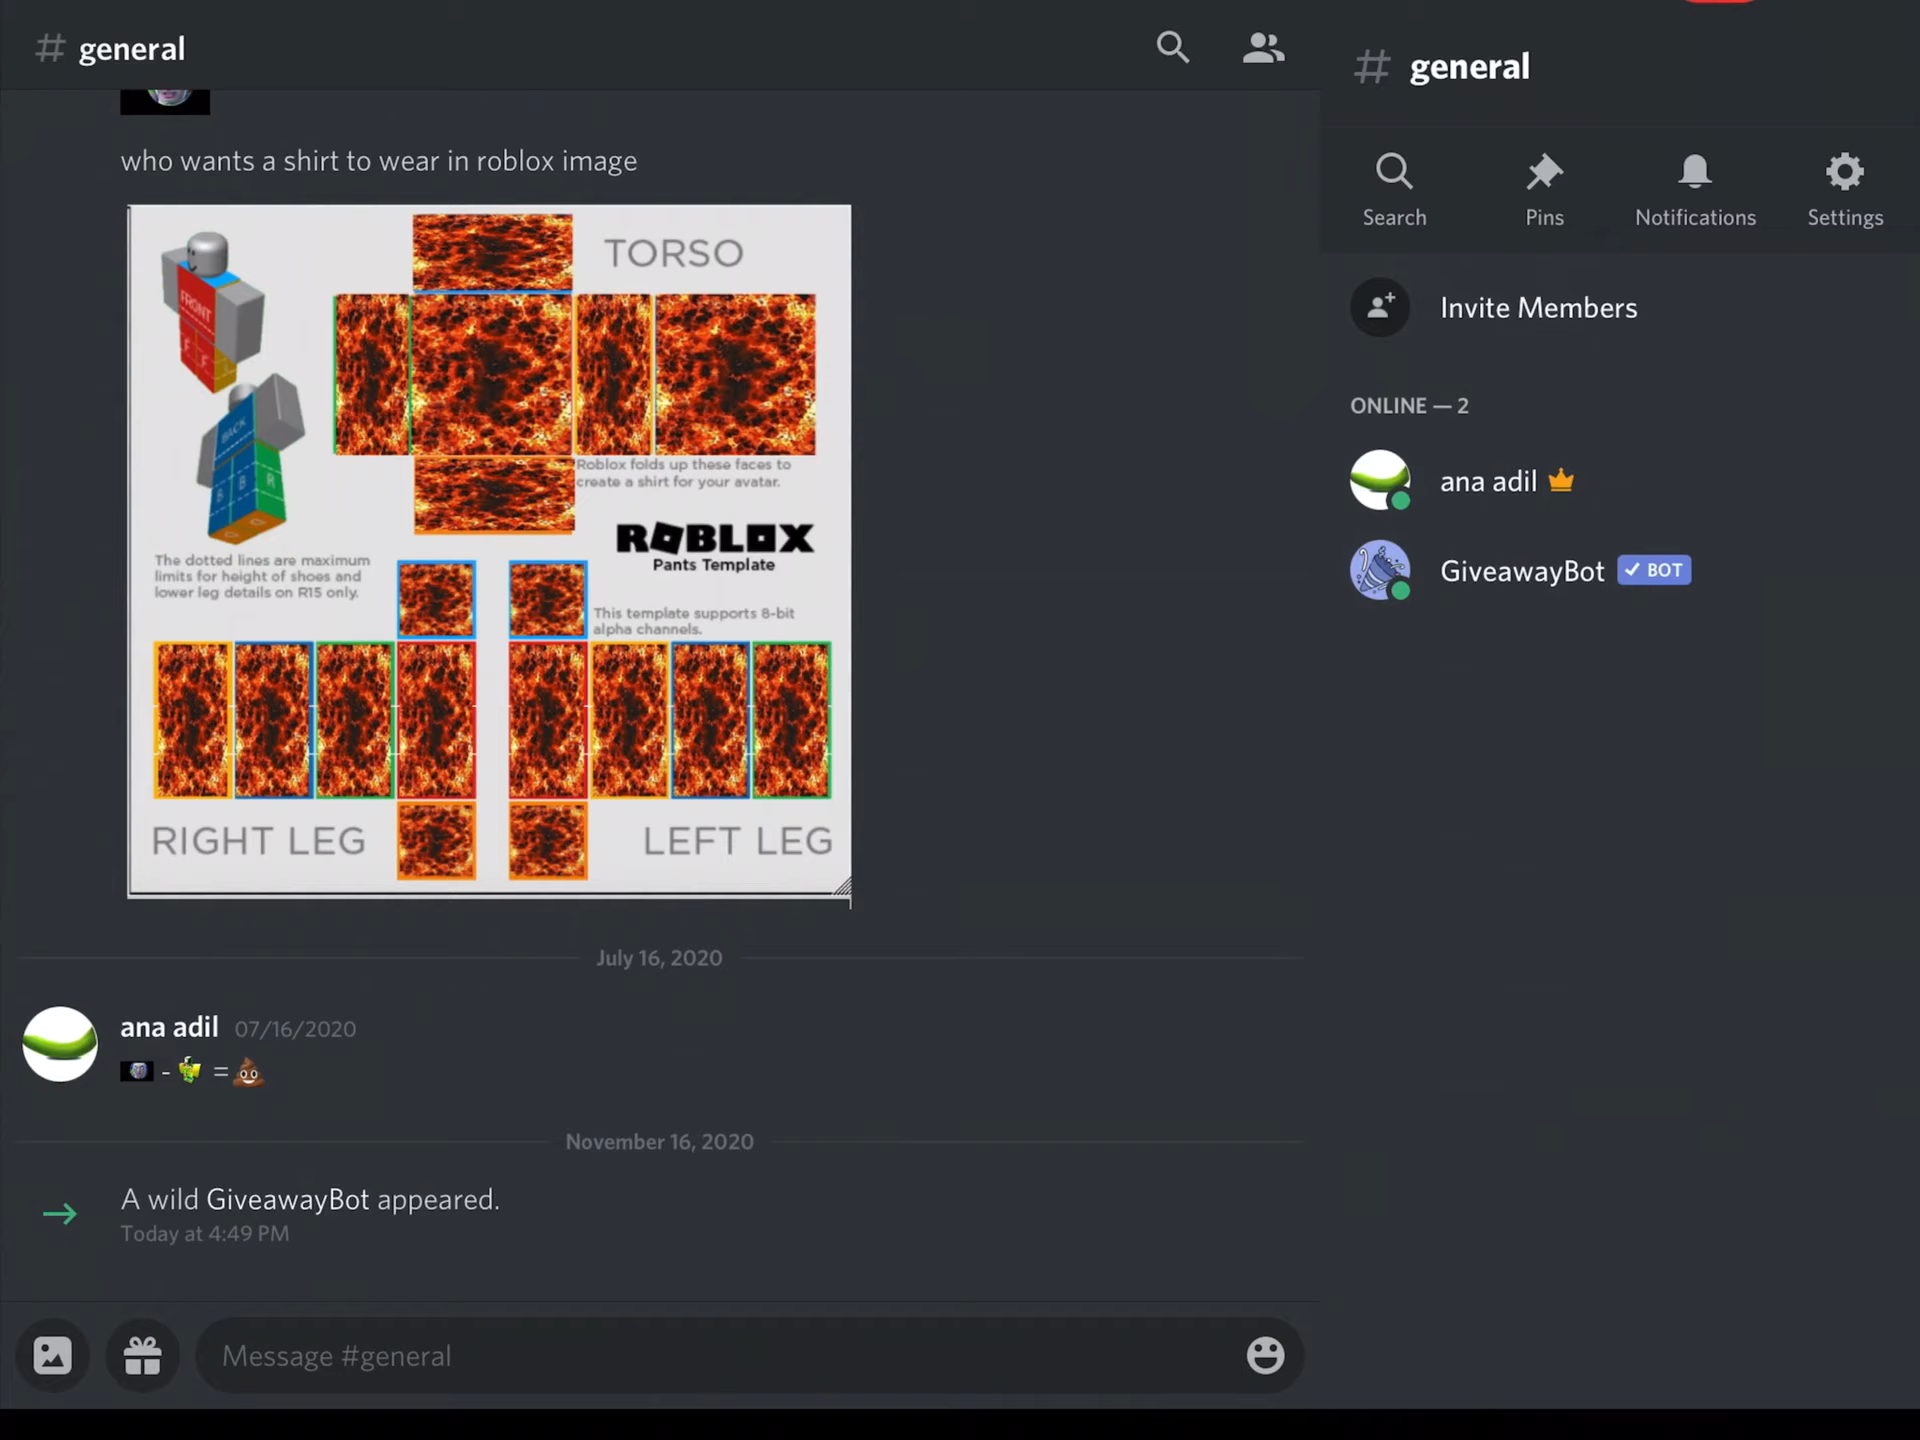 general
who wants a shirt to wear in roblox image
TORSO
FRONT
BACK
B B R
Roblox folds up these faces to
create a shirt for your avatar.
ROBLOX
Pants Template
The dotted lines are maximum
limits for height of shoes and
lower leg details on R15 only.
This template supports 8-bit
alpha channels.
RIGHT LEG
LEFT LEG
July 16, 2020
ana adil 07/16/2020
- =
November 16, 2020
A wild GiveawayBot appeared.
Today at 4:49 PM
Message #general
general
Search
Pins
Notifications
Settings
Invite Members
ONLINE — 2
ana adil
GiveawayBot ✓ BOT